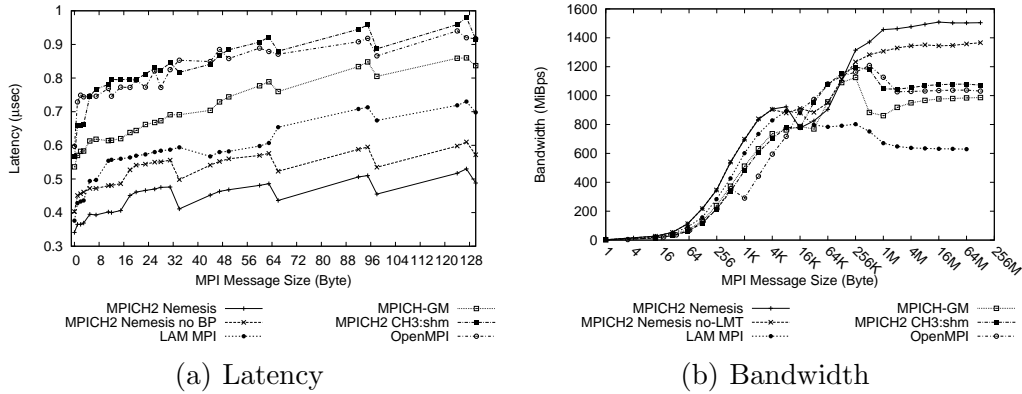 1
0.9
0.8
0.7
0.6
0.5
0.4
0.3
Latency (µsec)
0 8 16 24 32 40 48 56 64 72 80 88 96 104 112 120 128
MPI Message Size (Byte)
MPICH2 Nemesis
MPICH2 Nemesis no BP
LAM MPI
MPICH-GM
MPICH2 CH3:shm
OpenMPI
(a) Latency
1600
1400
1200
1000
800
600
400
200
0
Bandwidth (MiBps)
1 4 16 64 256 1K 4K 16K 64K 256K 1M 4M 16M 64M 256M
MPI Message Size (Byte)
MPICH2 Nemesis
MPICH2 Nemesis no-LMT
LAM MPI
MPICH-GM
MPICH2 CH3:shm
OpenMPI
(b) Bandwidth